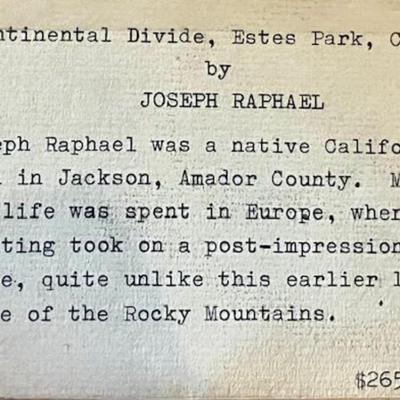 ntinental Divide, Estes Park, C
by
JOSEPH RAPHAEL
eph Raphael was a native Califo
in Jackson, Amador County. M
life was spent in Europe, wher
ting took on a post-impression
e, quite unlike this earlier l
e of the Rocky Mountains.
$265